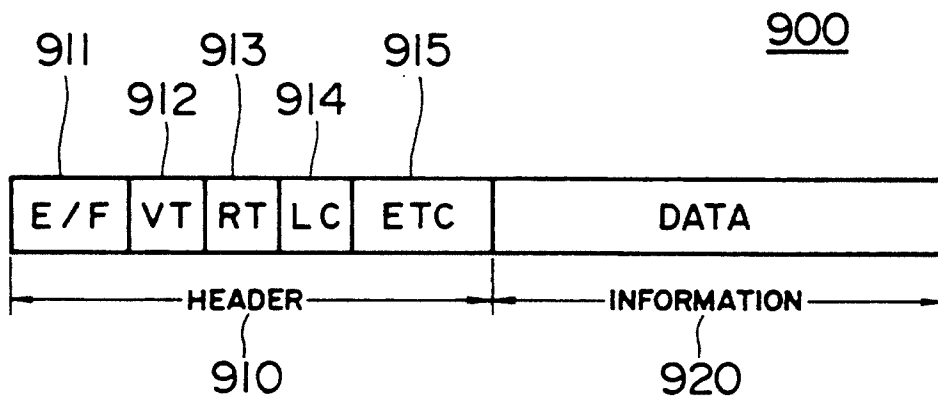 900
911 913 915
912 914
E/F VT RT LC ETC DATA
HEADER INFORMATION
910 920